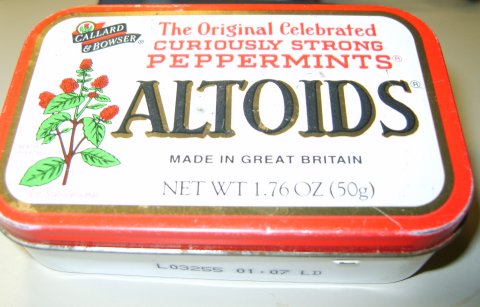 CALLARD
& BOWSER®
The Original Celebrated
CURIOUSLY STRONG
PEPPERMINTS®
ALTOIDS®
MADE IN GREAT BRITAIN
NET WT 1.76 OZ (50g)
L03255 01·07 LD